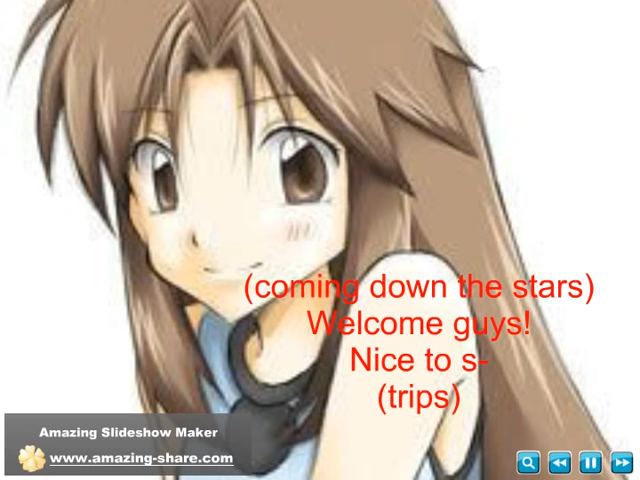 (coming down the stars)
Welcome guys!
Nice to s-
(trips)
Amazing Slideshow Maker
www.amazing-share.com